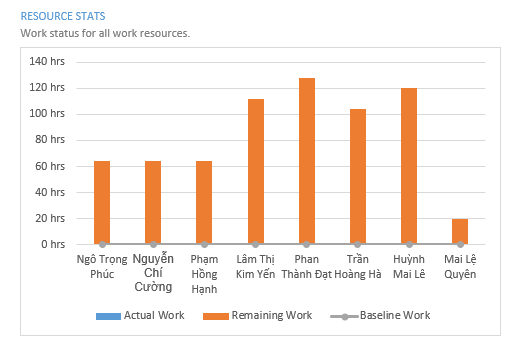 RESOURCE STATS
Work status for all work resources.
140 hrs
120 hrs
100 hrs
80 hrs
60 hrs
40 hrs
20 hrs
0 hrs
Ngô Trọng
Phúc
Nguyễn
Chí
Cường
Phạm
Hồng
Hạnh
Lâm Thị
Kim Yến
Phan
Thành Đạt
Trần
Hoàng Hà
Huỳnh
Mai Lê
Mai Lệ
Quyên
Actual Work
Remaining Work
Baseline Work